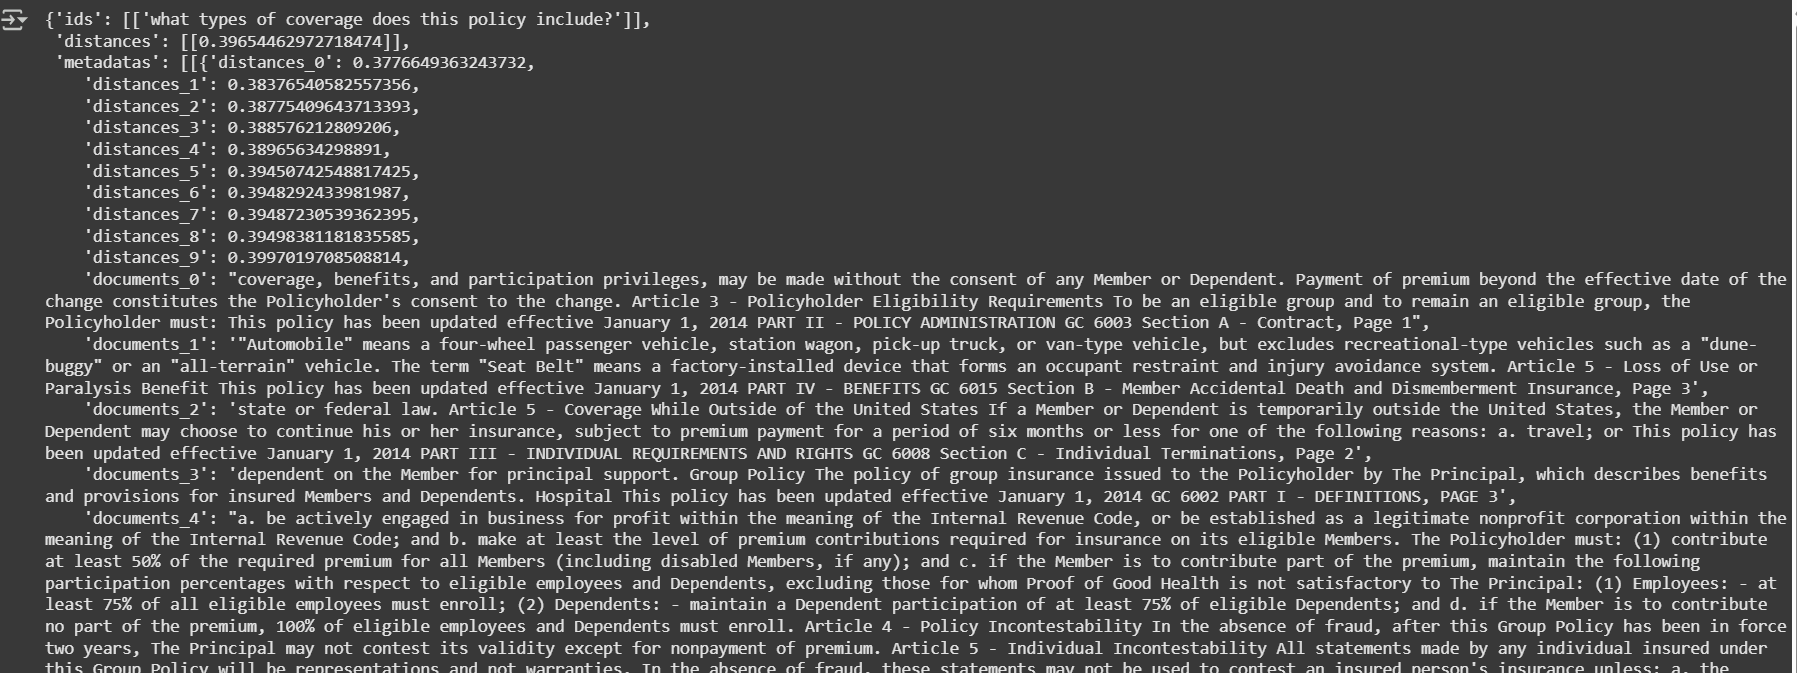 {'ids': [['what types of coverage does this policy include?']],
'distances': [[0.39654462972718474]],
'metadatas': [[{'distances_0': 0.3776649363243732,
'distances_1': 0.38376540582557356,
'distances_2': 0.38775409643713393,
'distances_3': 0.388576212809206,
'distances_4': 0.38965634298891,
'distances_5': 0.39450742548817425,
'distances_6': 0.3948292433981987,
'distances_7': 0.39487230539362395,
'distances_8': 0.39498381181835585,
'distances_9': 0.3997019708508814,
'documents_0': "coverage, benefits, and participation privileges, may be made without the consent of any Member or Dependent. Payment of premium beyond the effective date of the
change constitutes the Policyholder's consent to the change. Article 3 - Policyholder Eligibility Requirements To be an eligible group and to remain an eligible group, the
Policyholder must: This policy has been updated effective January 1, 2014 PART II - POLICY ADMINISTRATION GC 6003 Section A - Contract, Page 1",
'documents_1': '"Automobile" means a four-wheel passenger vehicle, station wagon, pick-up truck, or van-type vehicle, but excludes recreational-type vehicles such as a "dune-
buggy" or an "all-terrain" vehicle. The term "Seat Belt" means a factory-installed device that forms an occupant restraint and injury avoidance system. Article 5 - Loss of Use or
Paralysis Benefit This policy has been updated effective January 1, 2014 PART IV - BENEFITS GC 6015 Section B - Member Accidental Death and Dismemberment Insurance, Page 3',
'documents_2': 'state or federal law. Article 5 - Coverage While Outside of the United States If a Member or Dependent is temporarily outside the United States, the Member or
Dependent may choose to continue his or her insurance, subject to premium payment for a period of six months or less for one of the following reasons: a. travel; or This policy has
been updated effective January 1, 2014 PART III - INDIVIDUAL REQUIREMENTS AND RIGHTS GC 6008 Section C - Individual Terminations, Page 2',
'documents_3': 'dependent on the Member for principal support. Group Policy The policy of group insurance issued to the Policyholder by The Principal, which describes benefits
and provisions for insured Members and Dependents. Hospital This policy has been updated effective January 1, 2014 GC 6002 PART I - DEFINITIONS, PAGE 3',
'documents_4': "a. be actively engaged in business for profit within the meaning of the Internal Revenue Code, or be established as a legitimate nonprofit corporation within the
meaning of the Internal Revenue Code; and b. make at least the level of premium contributions required for insurance on its eligible Members. The Policyholder must: (1) contribute
at least 50% of the required premium for all Members (including disabled Members, if any); and c. if the Member is to contribute part of the premium, maintain the following
participation percentages with respect to eligible employees and Dependents, excluding those for whom Proof of Good Health is not satisfactory to The Principal: (1) Employees: - at
least 75% of all eligible employees must enroll; (2) Dependents: - maintain a Dependent participation of at least 75% of eligible Dependents; and d. if the Member is to contribute
no part of the premium, 100% of eligible employees and Dependents must enroll. Article 4 - Policy Incontestability In the absence of fraud, after this Group Policy has been in force
two years, The Principal may not contest its validity except for nonpayment of premium. Article 5 - Individual Incontestability All statements made by any individual insured under
this Group Policy will be representations and not warranties. In the absence of fraud, these statements may not be used to contest an insured person's insurance unless: a. the